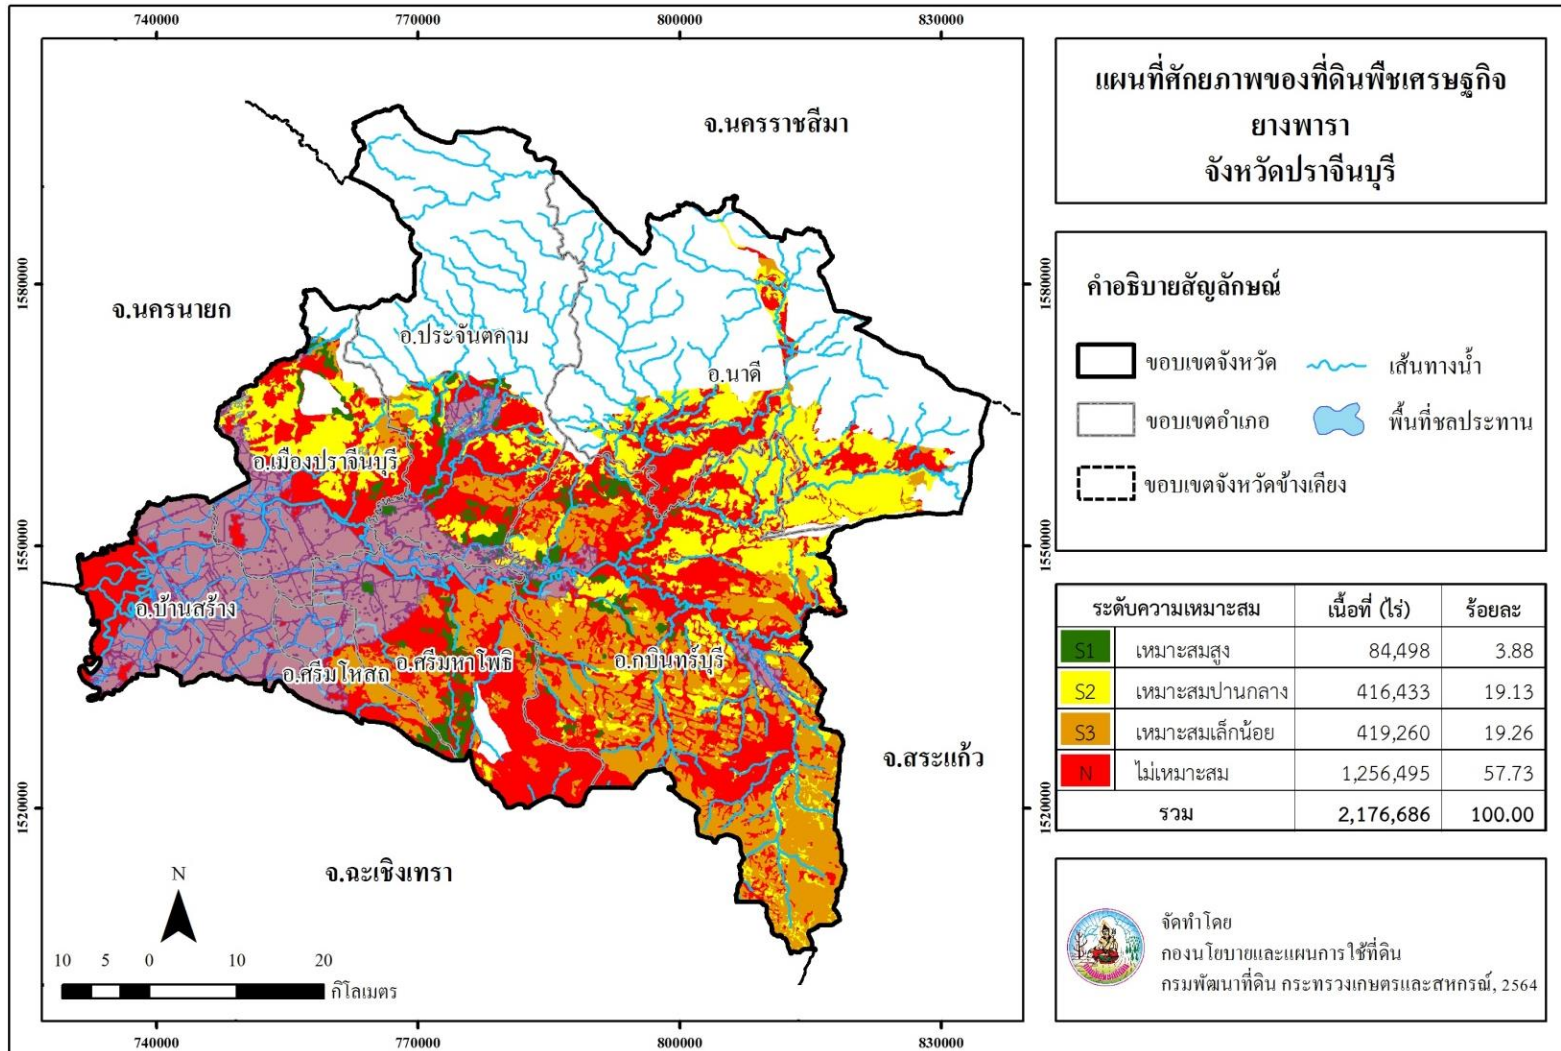 740000 770000 800000 830000
แผนที่ศักยภาพของที่ดินพืชเศรษฐกิจ
ยางพารา
จังหวัดปราจีนบุรี
จ.นครราชสีมา
1580000 1580000
จ.นครนายก
อ.ประจันตคาม
อ.นาดี
อ.เมืองปราจีนบุรี
1550000 1550000
อ.บ้านสร้าง
อ.ศรีมโหสถ
อ.ศรีมหาโพธิ
อ.กบินทร์บุรี
จ.สระแก้ว
1520000 1520000
จ.ฉะเชิงเทรา
N
10 5 0 10 20
กิโลเมตร
740000 770000 800000 830000
คำอธิบายสัญลักษณ์
ขอบเขตจังหวัด เส้นทางน้ำ
ขอบเขตอำเภอ พื้นที่ชลประทาน
ขอบเขตจังหวัดข้างเคียง
ระดับความเหมาะสม เนื้อที่ (ไร่) ร้อยละ
S1 เหมาะสมสูง 84,498 3.88
S2 เหมาะสมปานกลาง 416,433 19.13
S3 เหมาะสมเล็กน้อย 419,260 19.26
N ไม่เหมาะสม 1,256,495 57.73
รวม 2,176,686 100.00
จัดทำโดย
กองนโยบายและแผนการใช้ที่ดิน
กรมพัฒนาที่ดิน กระทรวงเกษตรและสหกรณ์, 2564